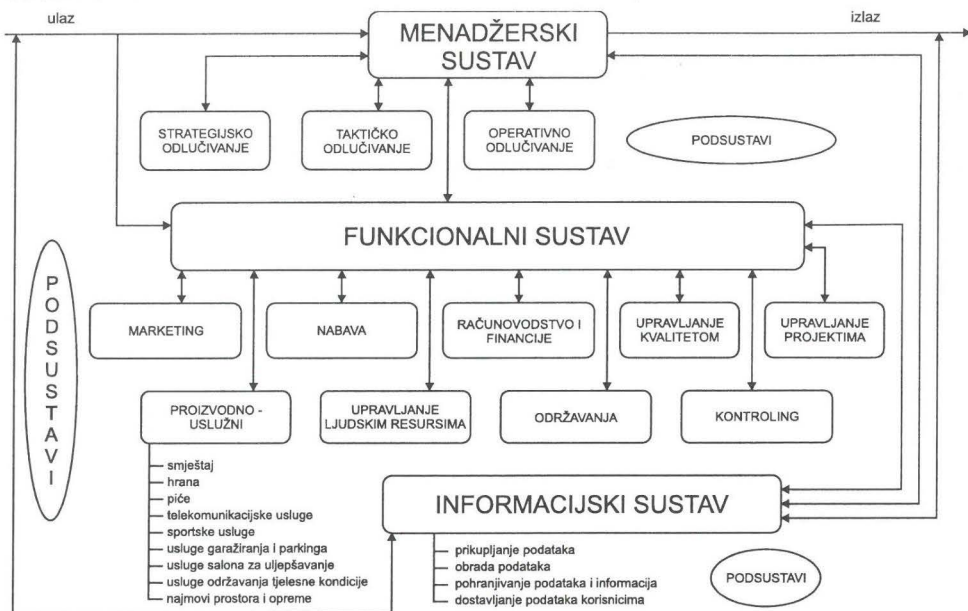 ulaz
izlaz
MENADŽERSKI
SUSTAV
STRATEGIJSKO
ODLUČIVANJE
TAKTIČKO
ODLUČIVANJE
OPERATIVNO
ODLUČIVANJE
PODSUSTAVI
FUNKCIONALNI SUSTAV
PODSUSTAVI
MARKETING
NABAVA
RAČUNOVODSTVO I
FINANCIJE
UPRAVLJANJE
KVALITETOM
UPRAVLJANJE
PROJEKTIMA
PROIZVODNO -
USLUŽNI
UPRAVLJANJE
LJUDSKIM RESURSIMA
ODRŽAVANJA
KONTROLING
smještaj
hrana
piće
telekomunikacijske usluge
sportske usluge
usluge garažiranja i parkinga
usluge salona za uljepšavanje
usluge održavanja tjelesne kondicije
najmovi prostora i opreme
INFORMACIJSKI SUSTAV
prikupljanje podataka
obrada podataka
pohranjivanje podataka i informacija
dostavljanje podataka korisnicima
PODSUSTAVI